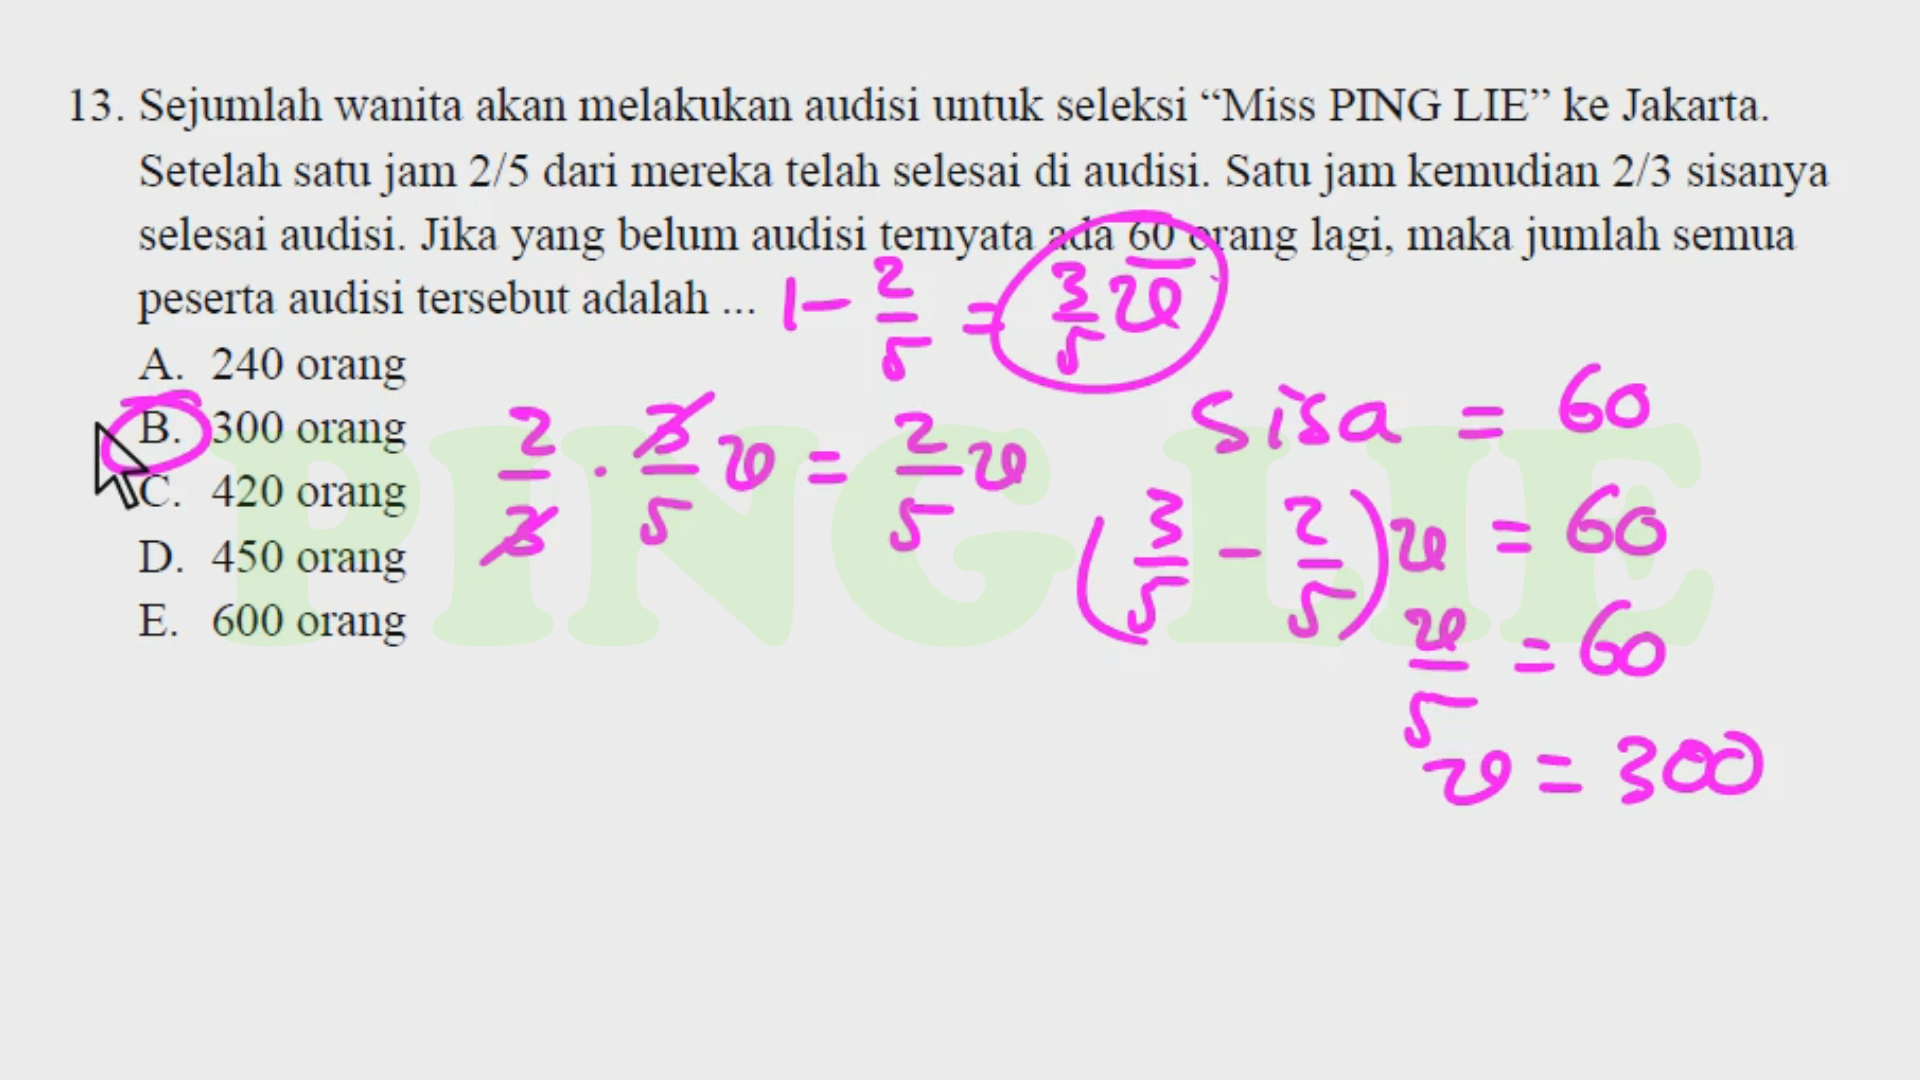 13. Sejumlah wanita akan melakukan audisi untuk seleksi “Miss PING LIE” ke Jakarta.
Setelah satu jam 2/5 dari mereka telah selesai di audisi. Satu jam kemudian 2/3 sisanya
selesai audisi. Jika yang belum audisi ternyata ada 60 orang lagi, maka jumlah semua
peserta audisi tersebut adalah ...
1 - 2/5 = 3/5 w
A. 240 orang
B. 300 orang
C. 420 orang
D. 450 orang
E. 600 orang
2/3 . 3/5 w = 2/5 w
Sisa = 60
(3/5 - 2/5) w = 60
w/5 = 60
w = 300
PING LIE